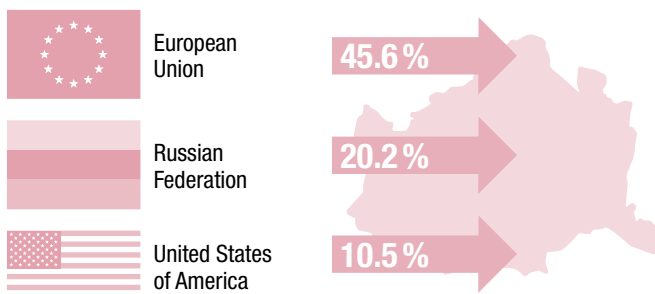 European
Union
45.6 %
Russian
Federation
20.2 %
United States
of America
10.5 %